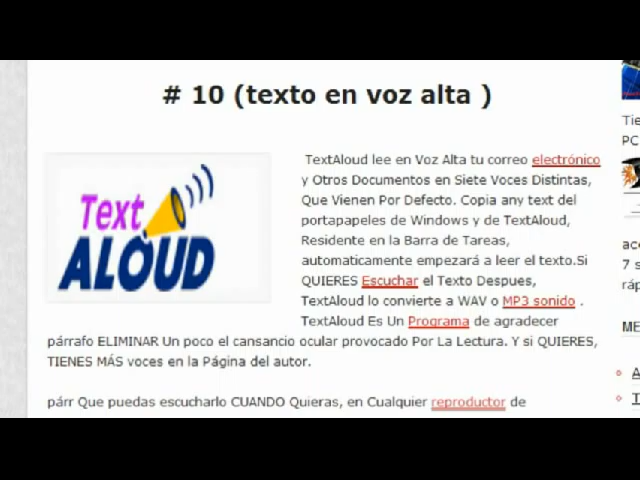 # 10 (texto en voz alta )
Text
ALOUD
TextAloud lee en Voz Alta tu correo electrónico
y Otros Documentos en Siete Voces Distintas,
Que Vienen Por Defecto. Copia any text del
portapapeles de Windows y de TextAloud,
Residente en la Barra de Tareas,
automaticamente empezará a leer el texto.Si
QUIERES Escuchar el Texto Despues,
TextAloud lo convierte a WAV o MP3 sonido .
TextAloud Es Un Programa de agradecer
párrafo ELIMINAR Un poco el cansancio ocular provocado Por La Lectura. Y si QUIERES,
TIENES MÁS voces en la Página del autor.
párr Que puedas escucharlo CUANDO Quieras, en Cualquier reproductor de
Tie
PC
acc
7 s
ráp
ME
A
T